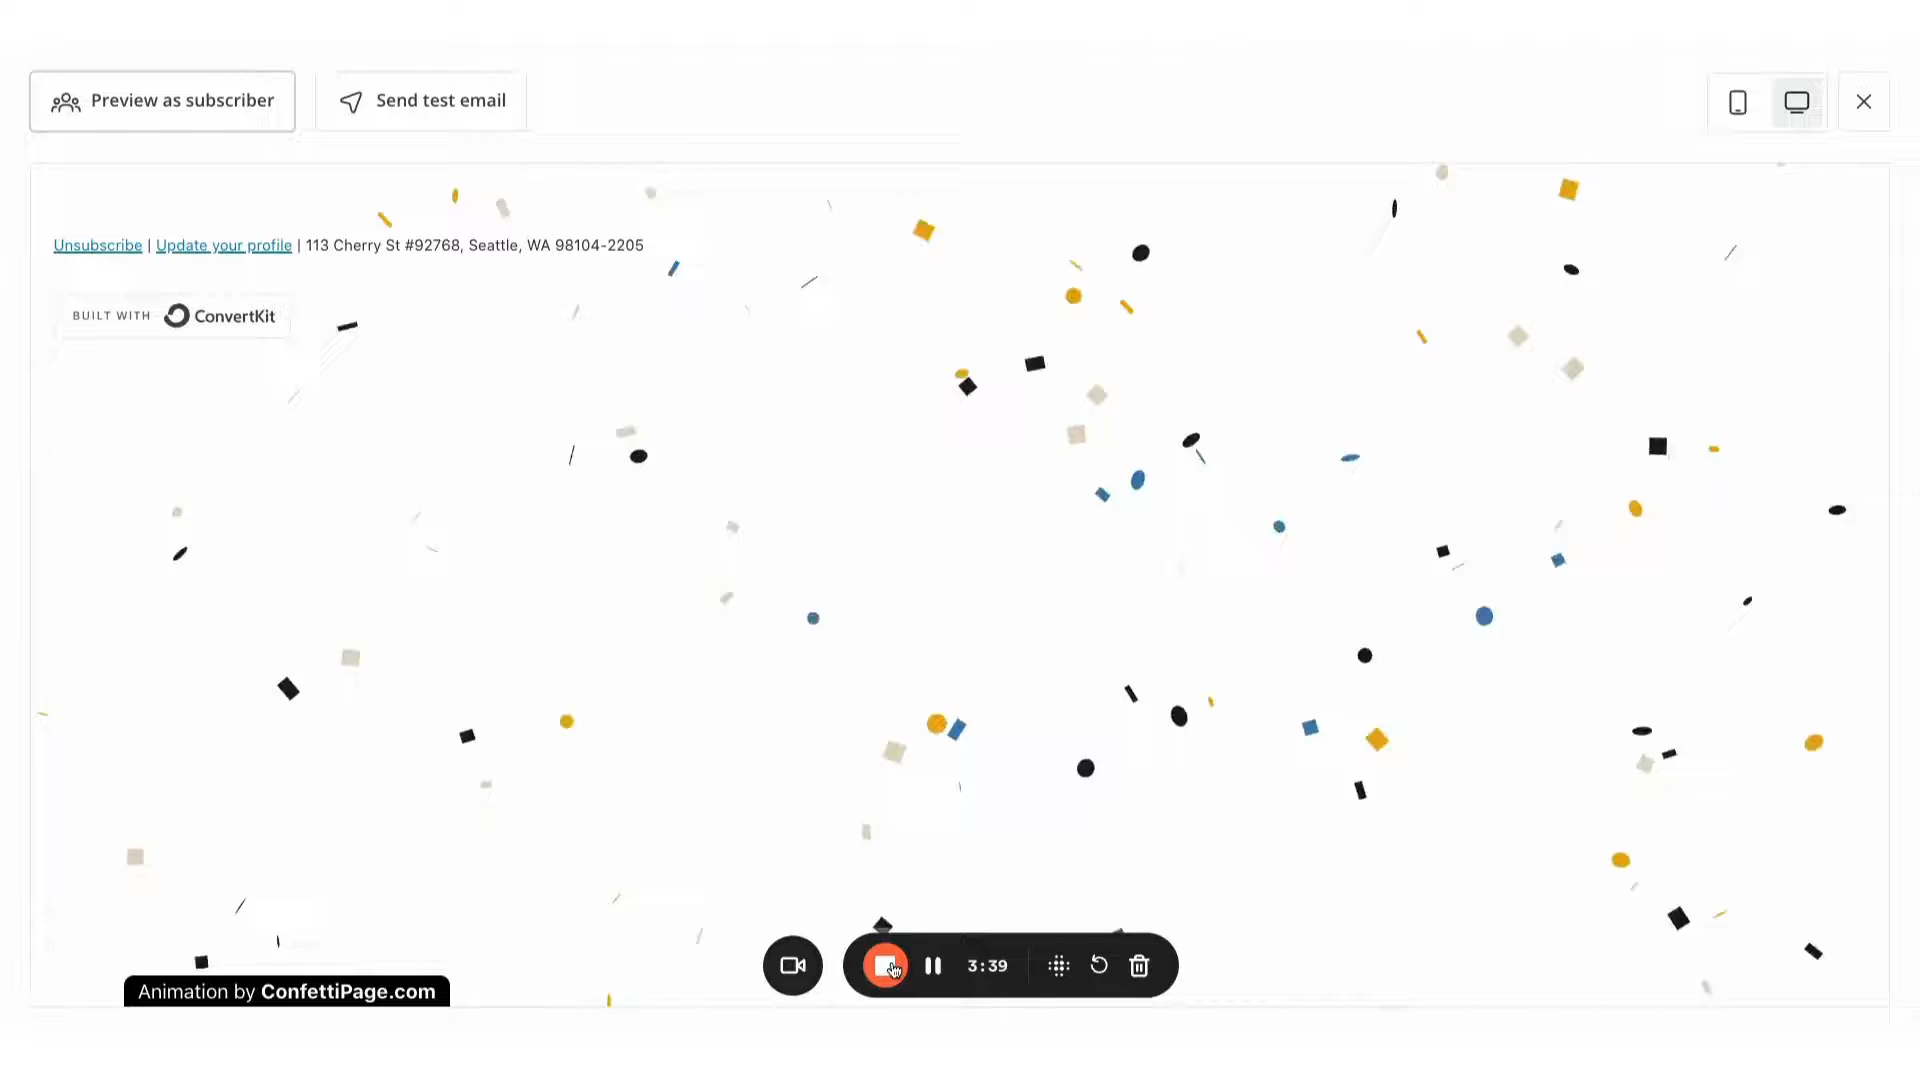 Preview as subscriber
Send test email
Unsubscribe | Update your profile | 113 Cherry St #92768, Seattle, WA 98104-2205
BUILT WITH ConvertKit
3:39
Animation by ConfettiPage.com